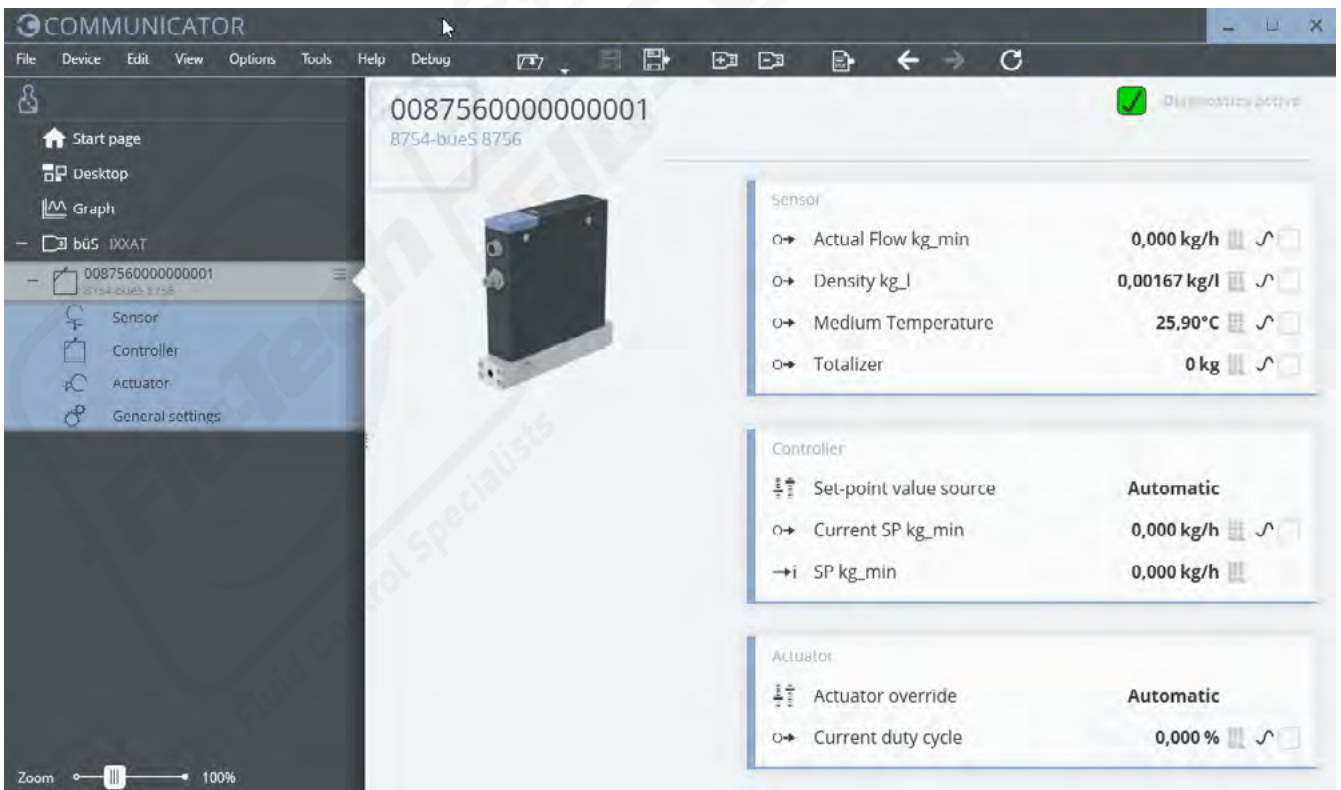 COMMUNICATOR
File Device Edit View Options Tools Help Debug
Start page
Desktop
Graph
büS IXXAT
0087560000000001
Sensor
Controller
Actuator
General settings
Zoom 100%
0087560000000001
8754-bueS 8756
Diagnostics active
Sensor
Actual Flow kg_min 0,000 kg/h
Density kg_l 0,00167 kg/l
Medium Temperature 25,90°C
Totalizer 0 kg
Controller
Set-point value source Automatic
Current SP kg_min 0,000 kg/h
SP kg_min 0,000 kg/h
Actuator
Actuator override Automatic
Current duty cycle 0,000 %
Fluid Control Specialists